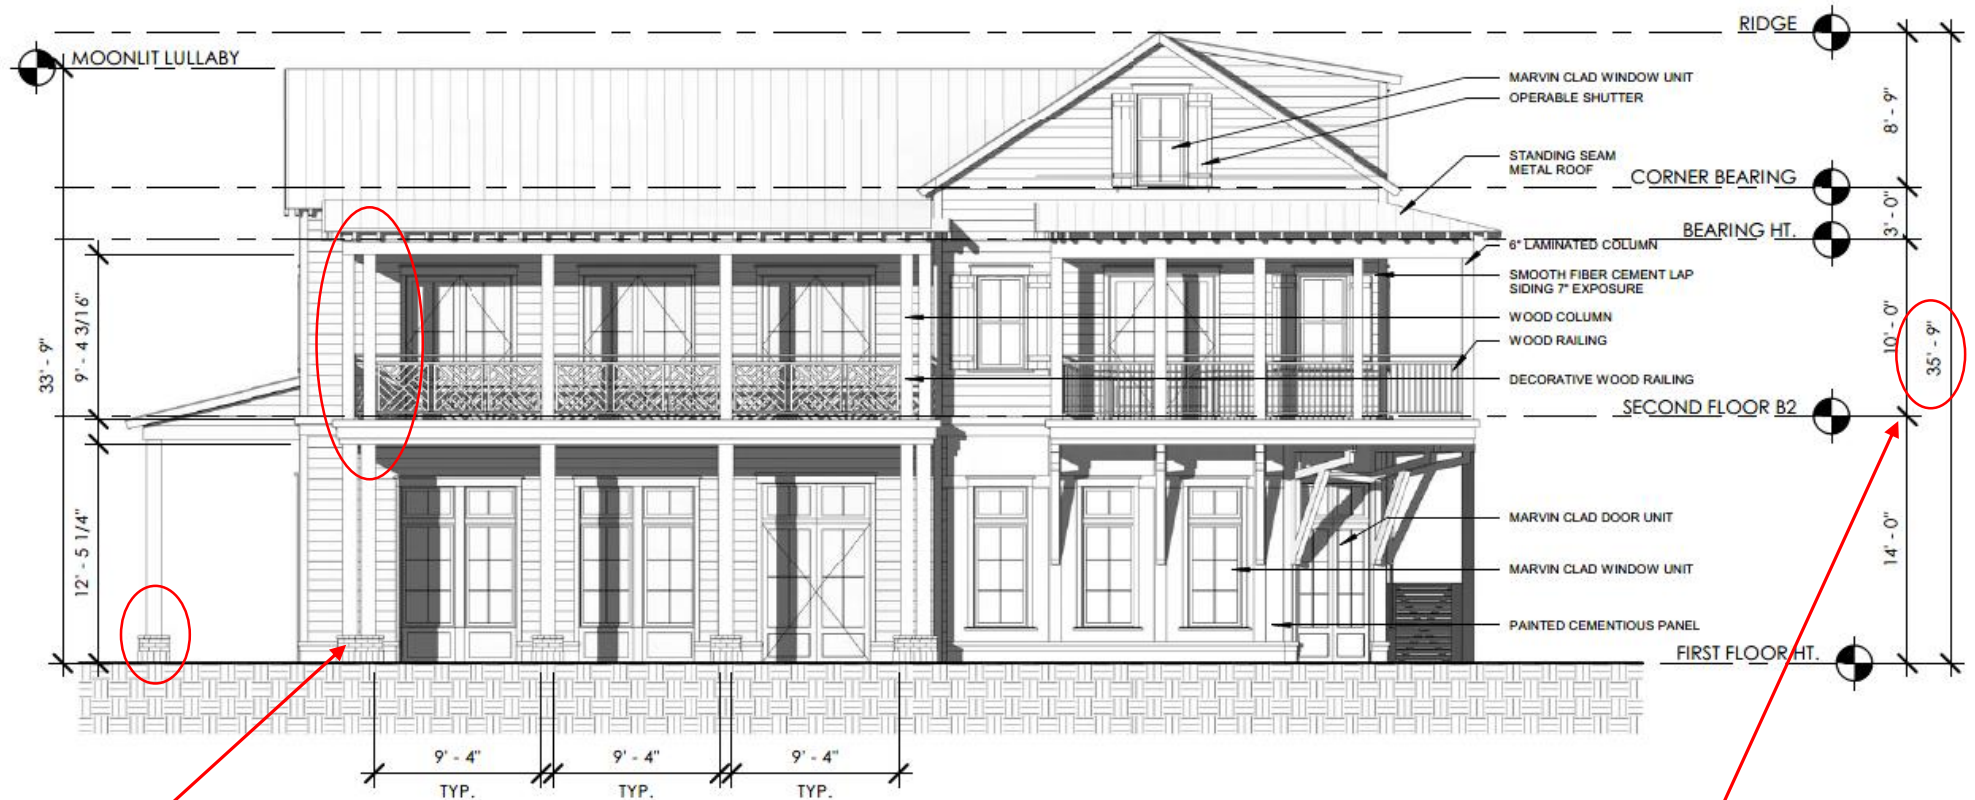 RIDGE
MOONLIT LULLABY
MARVIN CLAD WINDOW UNIT
OPERABLE SHUTTER
8' - 9"
STANDING SEAM
METAL ROOF
CORNER BEARING
3' - 0"
BEARING HT.
6" LAMINATED COLUMN
SMOOTH FIBER CEMENT LAP
SIDING 7" EXPOSURE
WOOD COLUMN
WOOD RAILING
DECORATIVE WOOD RAILING
10' - 0"
35' - 9"
33' - 9"
9' - 4 3/16"
SECOND FLOOR B2
MARVIN CLAD DOOR UNIT
MARVIN CLAD WINDOW UNIT
PAINTED CEMENTIOUS PANEL
14' - 0"
12' - 5 1/4"
FIRST FLOOR HT.
9' - 4" 9' - 4" 9' - 4"
TYP. TYP. TYP.